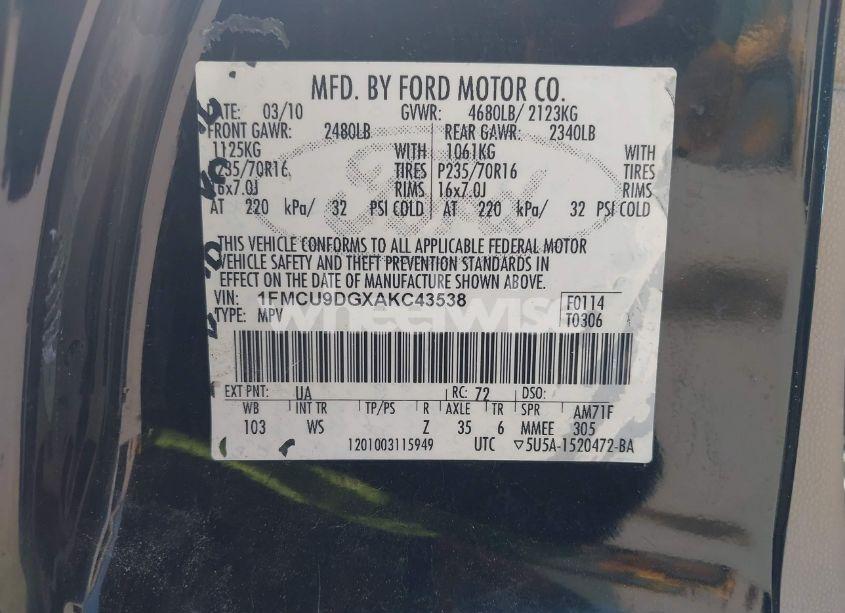 MFD. BY FORD MOTOR CO.
DATE: 03/10 GVWR: 4680LB/ 2123KG
FRONT GAWR: 2480LB REAR GAWR: 2340LB
1125KG WITH 1061KG WITH
P235/70R16 TIRES P235/70R16 TIRES
16x7.0J RIMS 16x7.0J RIMS
AT 220 kPa/ 32 PSI COLD AT 220 kPa/ 32 PSI COLD
THIS VEHICLE CONFORMS TO ALL APPLICABLE FEDERAL MOTOR
VEHICLE SAFETY AND THEFT PREVENTION STANDARDS IN
EFFECT ON THE DATE OF MANUFACTURE SHOWN ABOVE.
VIN: 1FMCU9DGXAKC43538 F0114
TYPE: MPV T0306
wheelwise
EXT PNT: UA RC: 72 DSO:
WB INT TR TP/PS R AXLE TR SPR AM71F
103 WS Z 35 6 MMEE 305
1201003115949 UTC ▽5U5A-1520472-BA